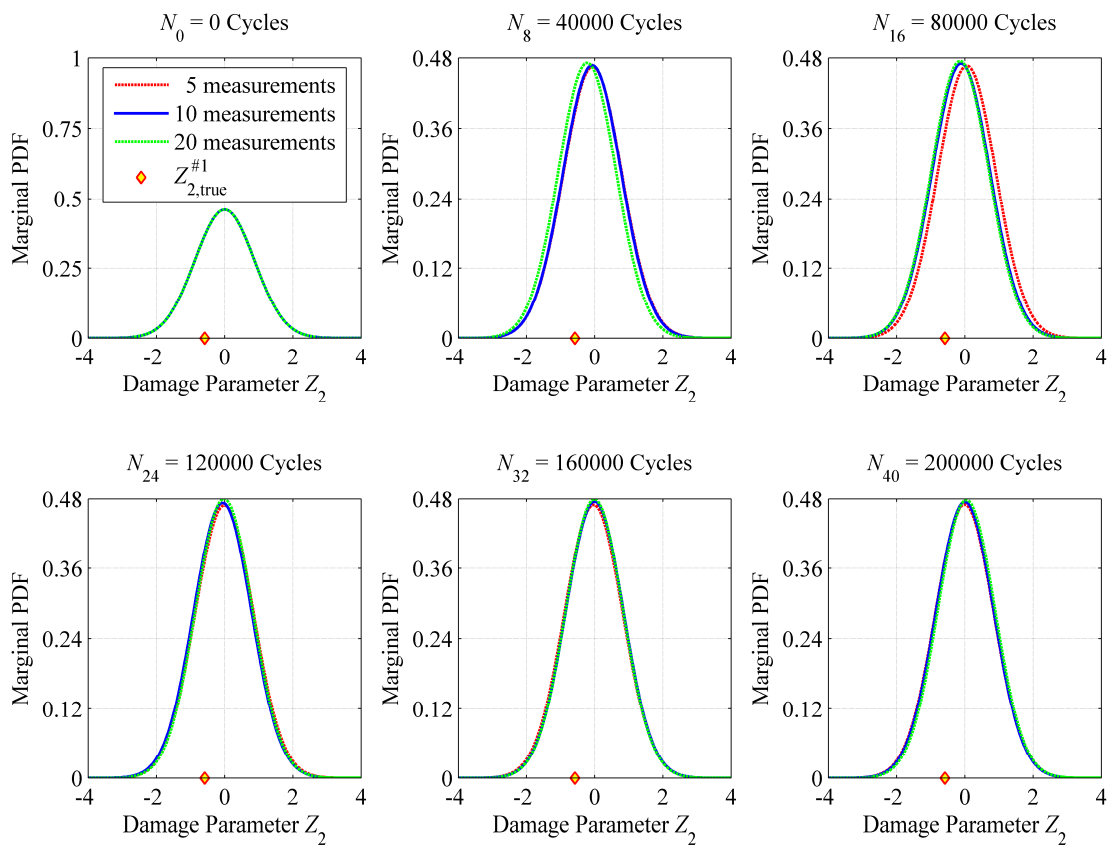 N0 = 0 Cycles
1
0.75
0.5
0.25
0
Marginal PDF
5 measurements
10 measurements
20 measurements
Z#1 2,true
-4 -2 0 2 4
Damage Parameter Z2
N8 = 40000 Cycles
0.48
0.36
0.24
0.12
0
Marginal PDF
-4 -2 0 2 4
Damage Parameter Z2
N16 = 80000 Cycles
0.48
0.36
0.24
0.12
0
Marginal PDF
-4 -2 0 2 4
Damage Parameter Z2
N24 = 120000 Cycles
0.48
0.36
0.24
0.12
0
Marginal PDF
-4 -2 0 2 4
Damage Parameter Z2
N32 = 160000 Cycles
0.48
0.36
0.24
0.12
0
Marginal PDF
-4 -2 0 2 4
Damage Parameter Z2
N40 = 200000 Cycles
0.48
0.36
0.24
0.12
0
Marginal PDF
-4 -2 0 2 4
Damage Parameter Z2